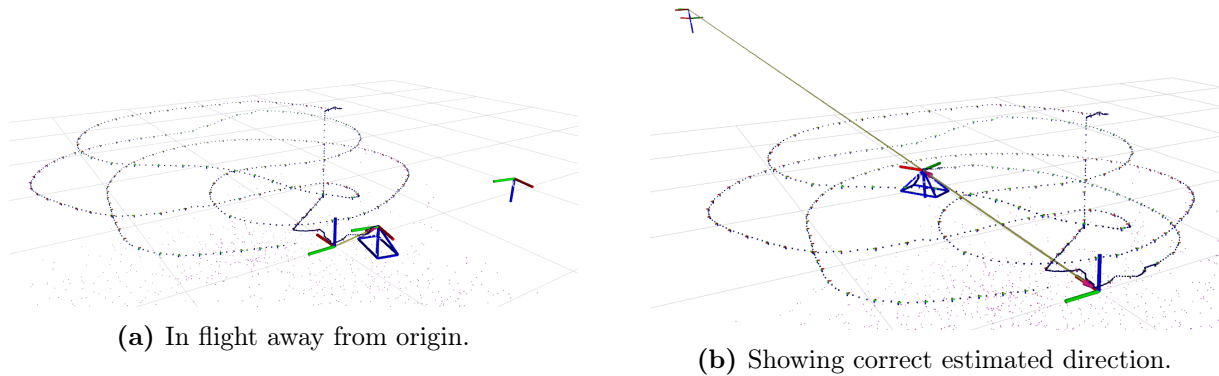 (a) In flight away from origin.
(b) Showing correct estimated direction.